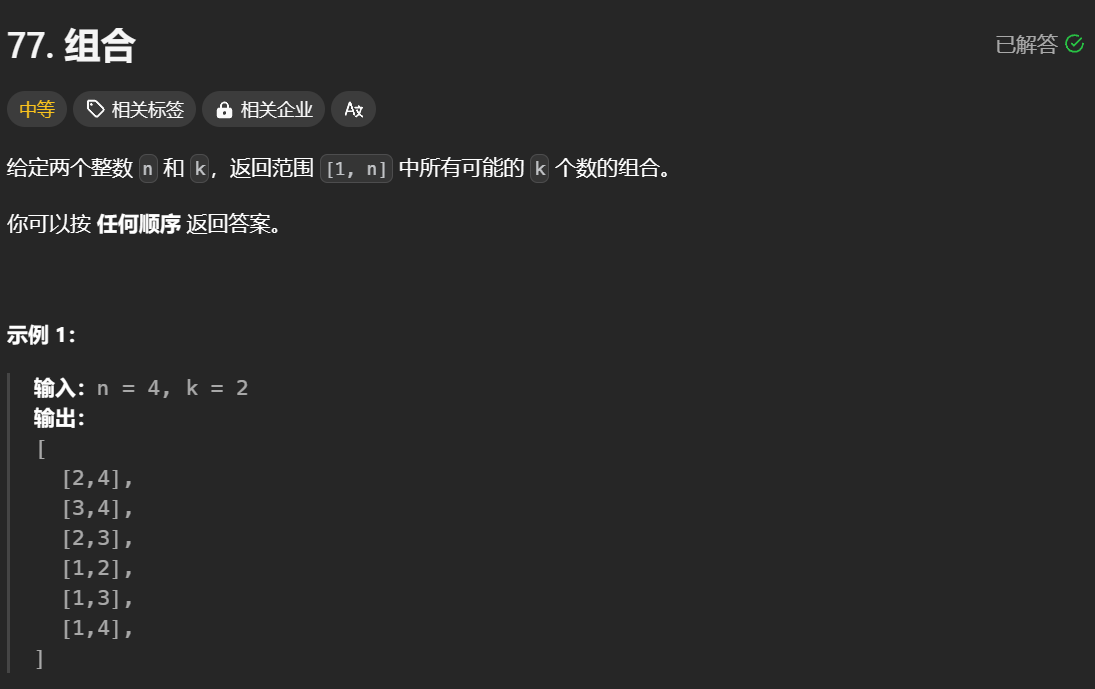 77. 组合
已解答
中等 相关标签 相关企业 Aあ
给定两个整数 n 和 k，返回范围 [1, n] 中所有可能的 k 个数的组合。
你可以按 任何顺序 返回答案。
示例 1：
输入：n = 4, k = 2
输出：
[
[2,4],
[3,4],
[2,3],
[1,2],
[1,3],
[1,4],
]